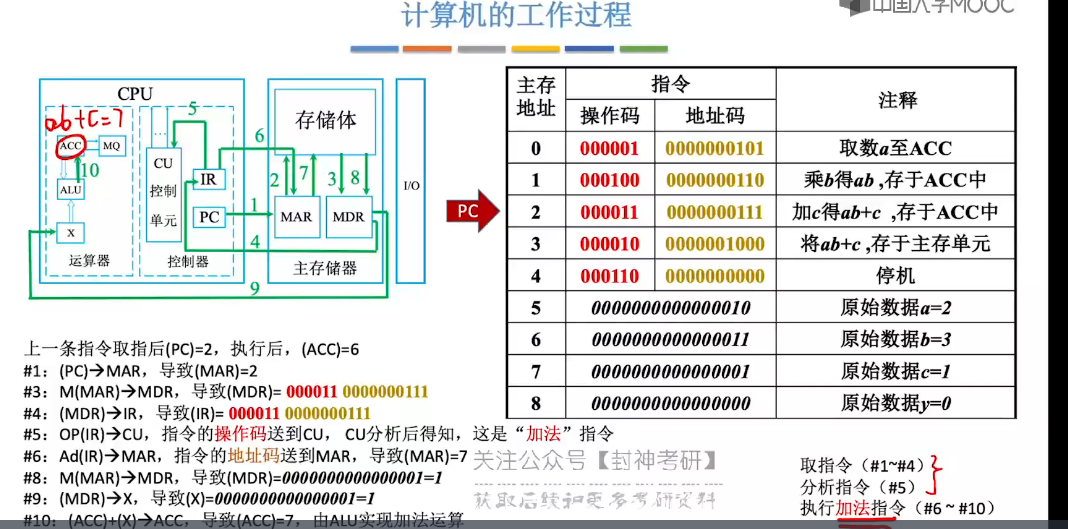 计算机的工作过程
中国大学MOOC
CPU
ab+c=7
ACC
MQ
10
ALU
X
运算器
...
CU
控制
单元
5
IR
PC
控制器
6
1
4
9
存储体
2
7
3
8
MAR
MDR
主存储器
I/O
PC
主存地址 指令 注释
操作码 地址码
0 000001 0000000101 取数a至ACC
1 000100 0000000110 乘b得ab ,存于ACC中
2 000011 0000000111 加c得ab+c ,存于ACC中
3 000010 0000001000 将ab+c ,存于主存单元
4 000110 0000000000 停机
5 0000000000000010 原始数据a=2
6 0000000000000011 原始数据b=3
7 0000000000000001 原始数据c=1
8 0000000000000000 原始数据y=0
上一条指令取指后(PC)=2，执行后，(ACC)=6
#1：(PC)→MAR，导致(MAR)=2
#3：M(MAR)→MDR，导致(MDR)= 000011 0000000111
#4：(MDR)→IR，导致(IR)= 000011 0000000111
#5：OP(IR)→CU，指令的操作码送到CU， CU分析后得知，这是“加法”指令
#6：Ad(IR)→MAR，指令的地址码送到MAR，导致(MAR)=7
#8：M(MAR)→MDR，导致(MDR)=0000000000000001=1
#9：(MDR)→X，导致(X)=0000000000000001=1
#10：(ACC)+(X)→ACC，导致(ACC)=7，由ALU实现加法运算
关注公众号【封神考研】
获取后续和更多考研资料
取指令（#1~#4）
分析指令（#5）
执行加法指令（#6 ~ #10）